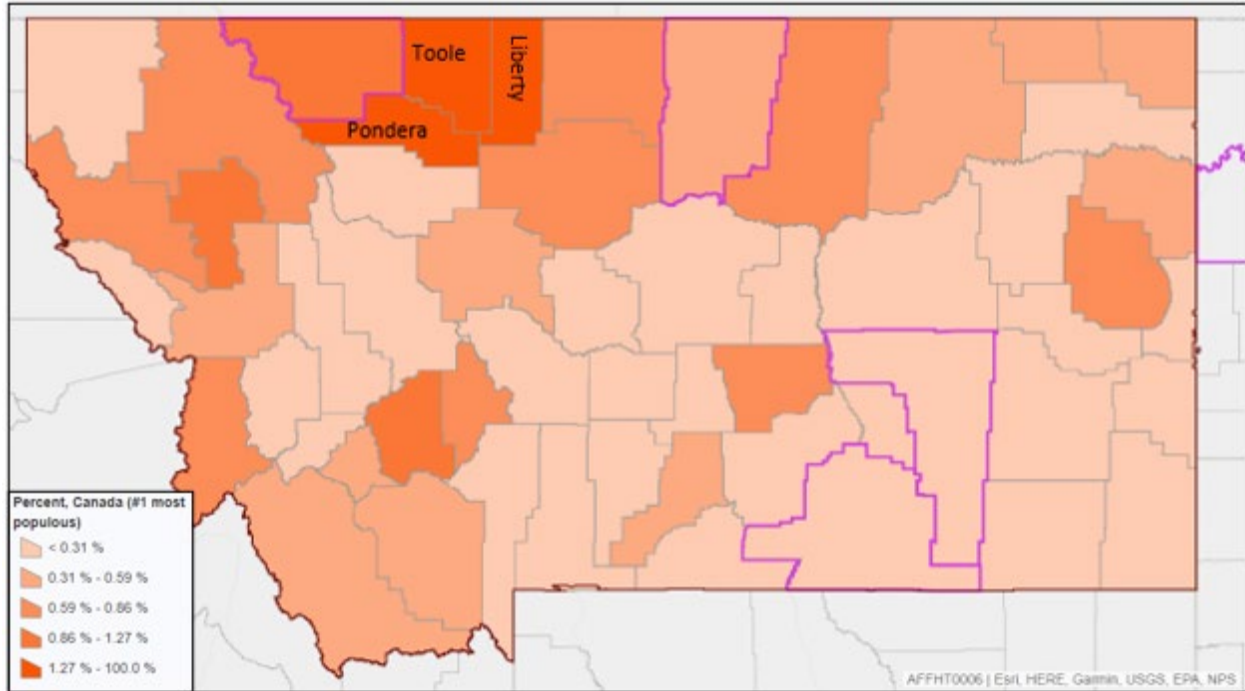 Toole
Liberty
Pondera
Percent, Canada (#1 most
populous)
< 0.31 %
0.31 % - 0.59 %
0.59 % - 0.86 %
0.86 % - 1.27 %
1.27 % - 100.0 %
AFFHT0006 | Esri, HERE, Garmin, USGS, EPA, NPS